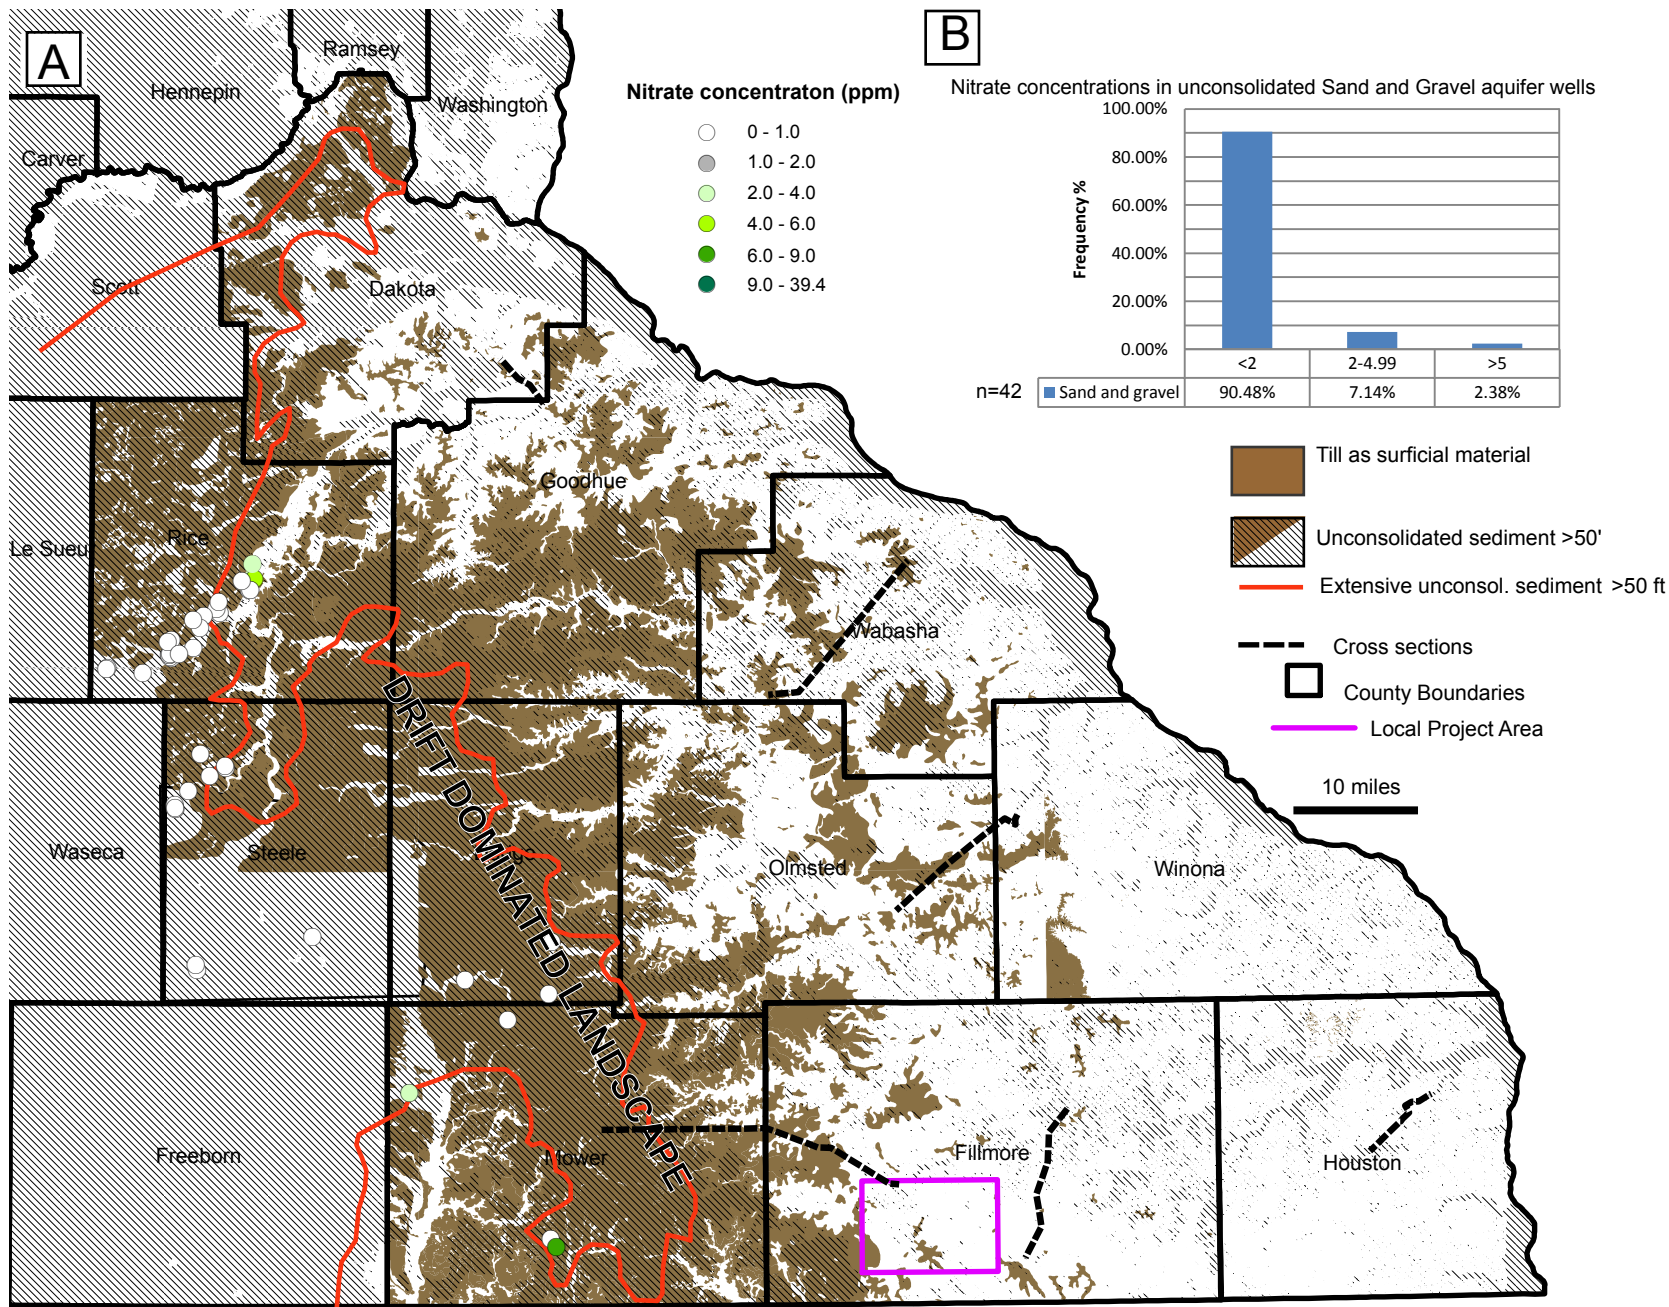 A
B
Ramsey
Hennepin
Washington
Carver
Scott
Dakota
Goodhue
Rice
Le Sueu
Wabasha
Waseca
Steele
Olmsted
Winona
Freeborn
Mower
Fillmore
Houston
DRIFT DOMINATED LANDSCAPE
Nitrate concentraton (ppm)
0 - 1.0
1.0 - 2.0
2.0 - 4.0
4.0 - 6.0
6.0 - 9.0
9.0 - 39.4
Nitrate concentrations in unconsolidated Sand and Gravel aquifer wells
Frequency %
100.00%
80.00%
60.00%
40.00%
20.00%
0.00%
<2 2-4.99 >5
n=42 Sand and gravel 90.48% 7.14% 2.38%
Till as surficial material
Unconsolidated sediment >50'
Extensive unconsol. sediment >50 ft
Cross sections
County Boundaries
Local Project Area
10 miles